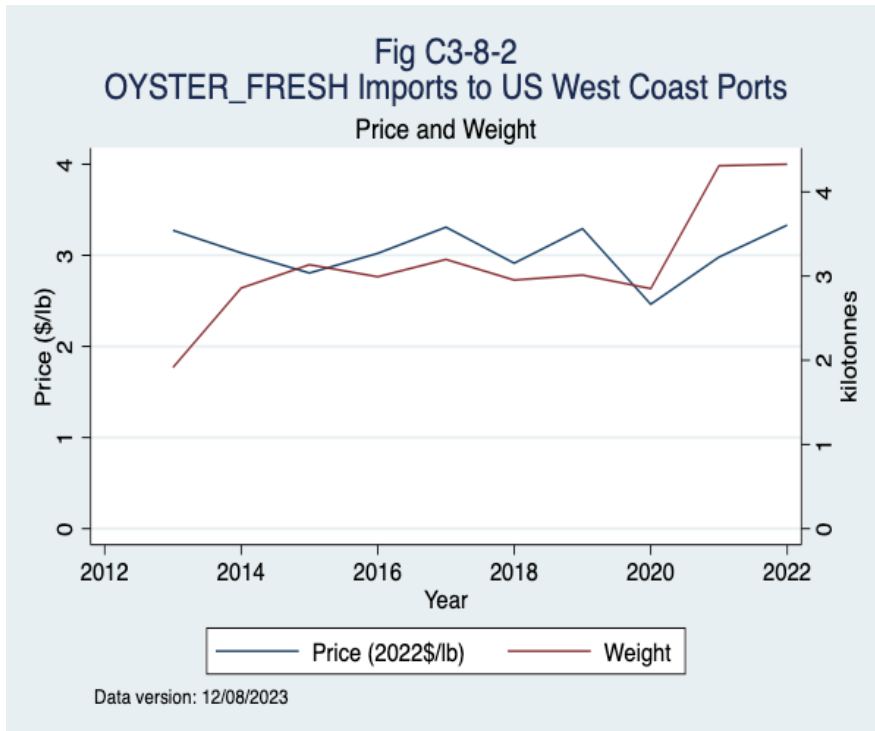 Fig C3-8-2
OYSTER_FRESH Imports to US West Coast Ports
Price and Weight
4
3
2
1
0
Price ($/lb)
4
3
2
1
0
kilotonnes
2012 2014 2016 2018 2020 2022
Year
Price (2022$/lb) Weight
Data version: 12/08/2023